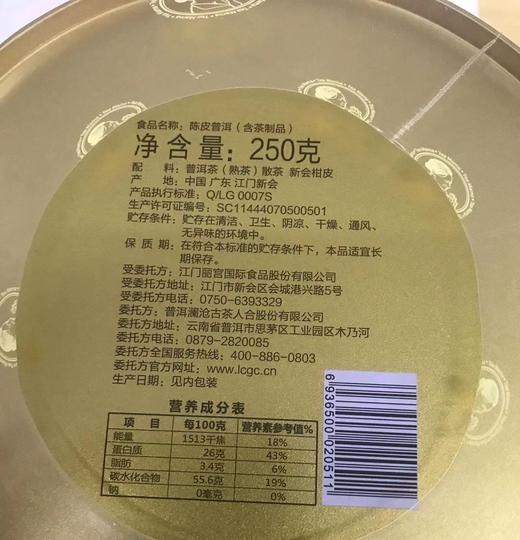 食品名称：陈皮普洱（含茶制品）
净含量：250克
配 料：普洱茶（熟茶）散茶 新会柑皮
产 地：中国 广东 江门新会
产品执行标准：Q/LG 0007S
生产许可证编号：SC11444070500501
贮存条件：贮存在清洁、卫生、阴凉、干燥、通风、
无异味的环境中。
保 质 期：在符合本标准的贮存条件下，本品适宜长
期保存。
受委托方：江门丽宫国际食品股份有限公司
受委托方地址：江门市新会区会城港兴路5号
受委托方电话：0750-6393329
委托方：普洱澜沧古茶人合股份有限公司
委托方地址：云南省普洱市思茅区工业园区木乃河
委托方电话：0879-2820085
委托方全国服务热线：400-886-0803
委托方官方网址：www.lcgc.cn
生产日期：见内包装
6936500020511
营养成分表
项 目 每100克 营养素参考值%
能量 1513千焦 18%
蛋白质 26克 43%
脂肪 3.4克 6%
碳水化合物 55.6克 19%
钠 0毫克 0%